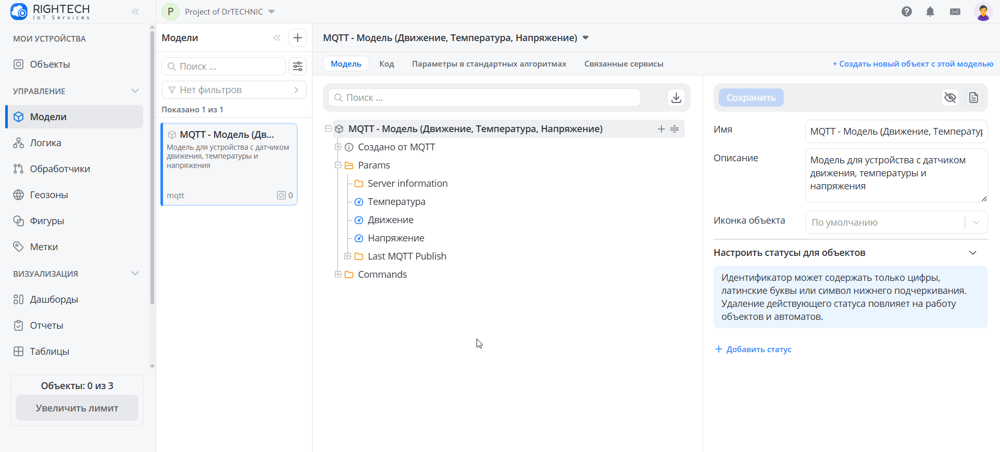 RIGHTECH
IoT Services
P
Project of DrTECHNIC
МОИ УСТРОЙСТВА
Объекты
УПРАВЛЕНИЕ
Модели
Логика
Обработчики
Геозоны
Фигуры
Метки
ВИЗУАЛИЗАЦИЯ
Дашборды
Отчеты
Таблицы
Объекты: 0 из 3
Увеличить лимит
Модели
Поиск ...
Нет фильтров
Показано 1 из 1
MQTT - Модель (Дв...
Модель для устройства с датчиком
движения, температуры и
напряжения
mqtt
0
MQTT - Модель (Движение, Температура, Напряжение)
Модель
Код
Параметры в стандартных алгоритмах
Связанные сервисы
+ Создать новый объект с этой моделью
Поиск ...
MQTT - Модель (Движение, Температура, Напряжение)
Создано от MQTT
Params
Server information
Температура
Движение
Напряжение
Last MQTT Publish
Commands
Сохранить
Имя
MQTT - Модель (Движение, Температур
Описание
Модель для устройства с датчиком
движения, температуры и
напряжения
Иконка объекта
По умолчанию
Настроить статусы для объектов
Идентификатор может содержать только цифры,
латинские буквы или символ нижнего подчеркивания.
Удаление действующего статуса повлияет на работу
объектов и автоматов.
+ Добавить статус